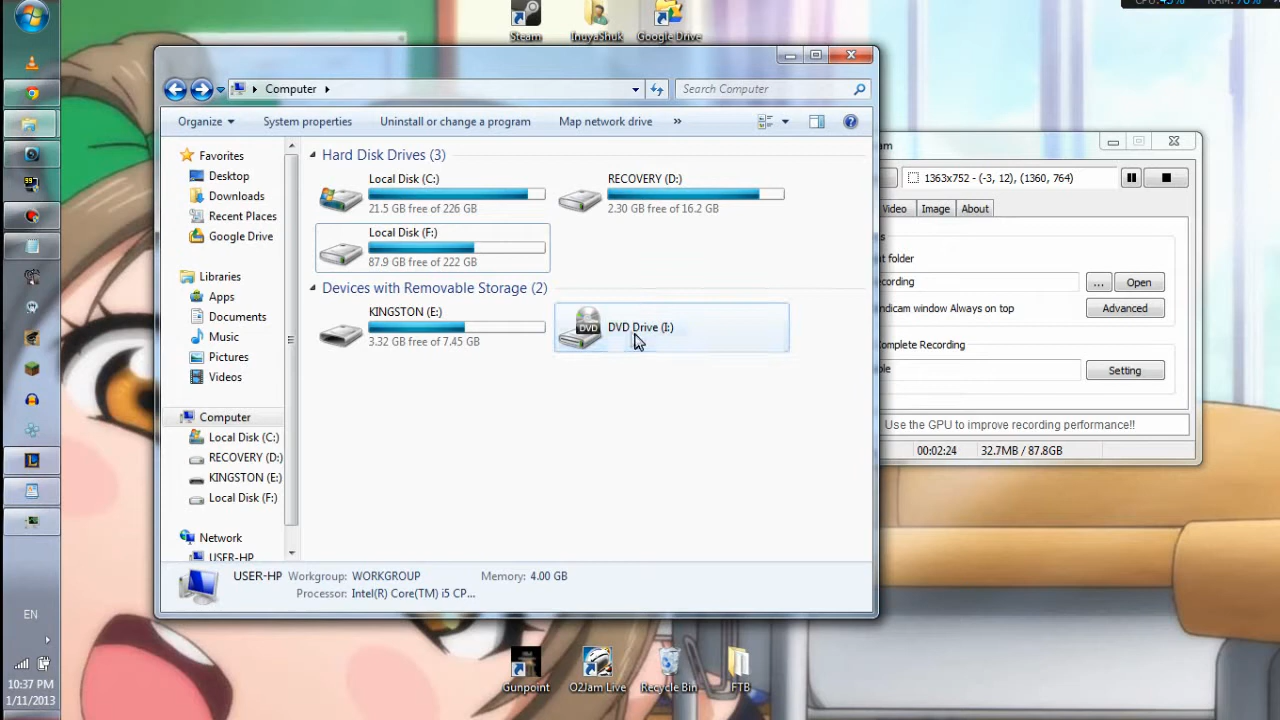 Steam
InuyaShuk
Google Drive
Computer
Search Computer
Organize
System properties
Uninstall or change a program
Map network drive
»
Favorites
Desktop
Downloads
Recent Places
Google Drive
Libraries
Apps
Documents
Music
Pictures
Videos
Computer
Local Disk (C:)
RECOVERY (D:)
KINGSTON (E:)
Local Disk (F:)
Network
USER-HP
Hard Disk Drives (3)
Local Disk (C:)
21.5 GB free of 226 GB
RECOVERY (D:)
2.30 GB free of 16.2 GB
Local Disk (F:)
87.9 GB free of 222 GB
Devices with Removable Storage (2)
KINGSTON (E:)
3.32 GB free of 7.45 GB
DVD
DVD Drive (I:)
USER-HP Workgroup: WORKGROUP Memory: 4.00 GB
Processor: Intel(R) Core(TM) i5 CP...
am
1363x752 - (-3, 12), (1360, 764)
Video Image About
s
ut folder
cording ... Open
ndicam window Always on top Advanced
Complete Recording
ble Setting
Use the GPU to improve recording performance!!
00:02:24 32.7MB / 87.8GB
Gunpoint
O2Jam Live
Recycle Bin
FTB
EN
10:37 PM
1/11/2013